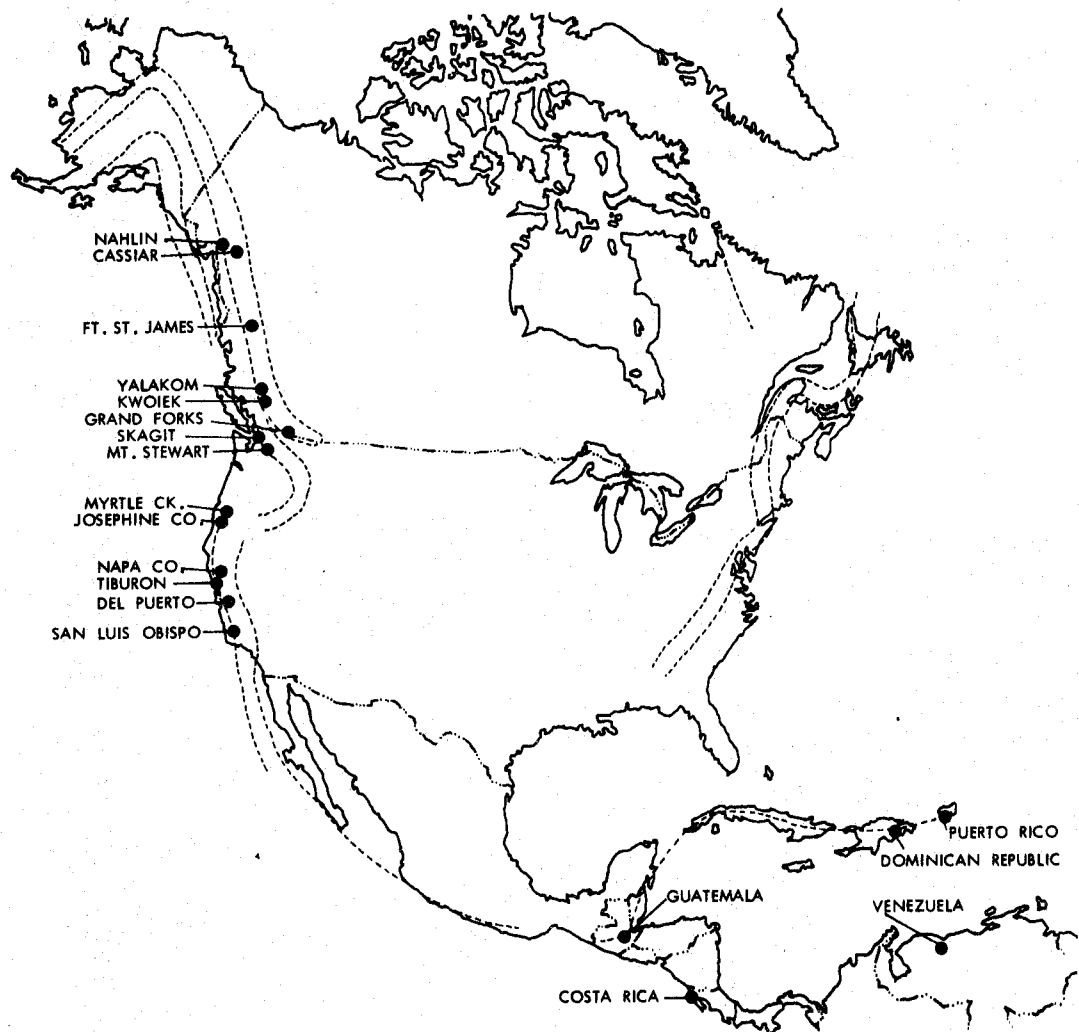 NAHLIN
CASSIAR
FT. ST. JAMES
YALAKOM
KWOIEK
GRAND FORKS
SKAGIT
MT. STEWART
MYRTLE CK.
JOSEPHINE CO.
NAPA CO.
TIBURON
DEL PUERTO
SAN LUIS OBISPO
PUERTO RICO
DOMINICAN REPUBLIC
GUATEMALA
VENEZUELA
COSTA RICA